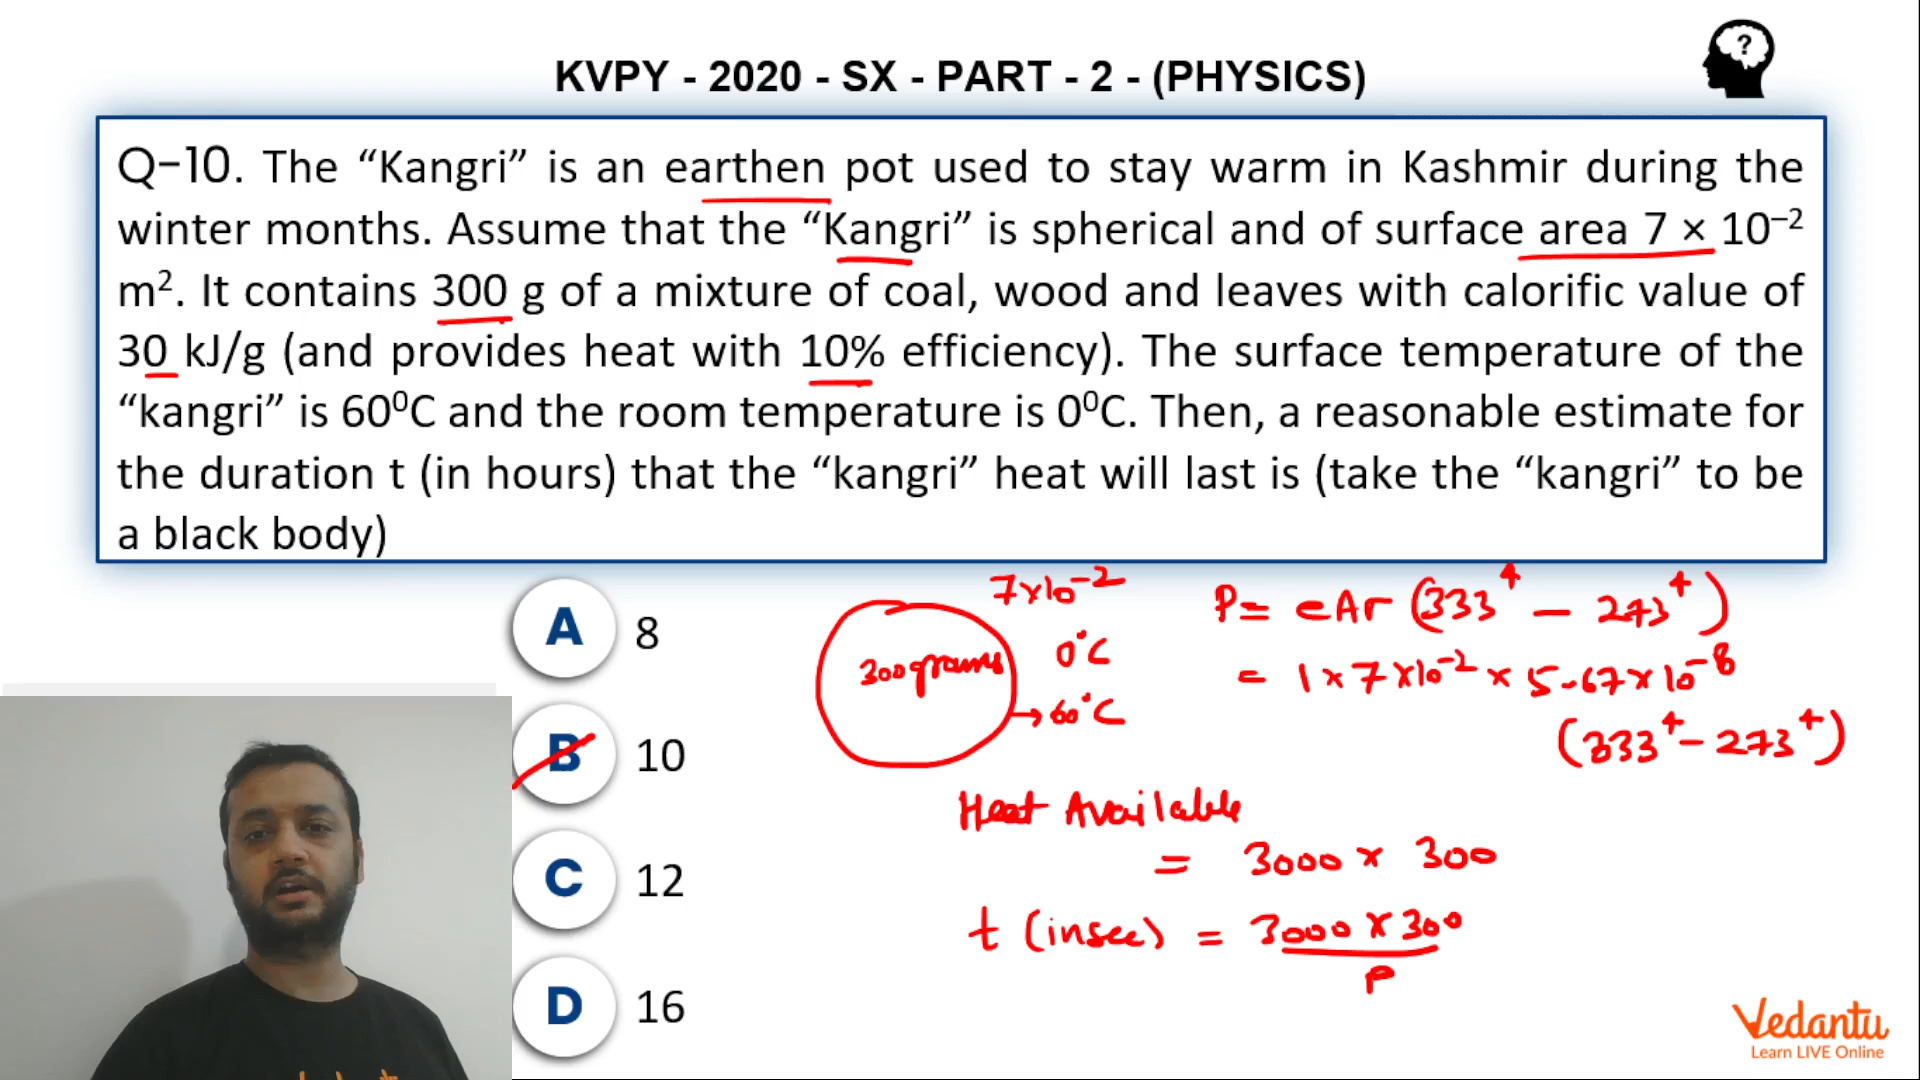 KVPY - 2020 - SX - PART - 2 - (PHYSICS)
?
Q-10. The “Kangri” is an earthen pot used to stay warm in Kashmir during the
winter months. Assume that the “Kangri” is spherical and of surface area 7 × 10⁻²
m². It contains 300 g of a mixture of coal, wood and leaves with calorific value of
30 kJ/g (and provides heat with 10% efficiency). The surface temperature of the
“kangri” is 60⁰C and the room temperature is 0⁰C. Then, a reasonable estimate for
the duration t (in hours) that the “kangri” heat will last is (take the “kangri” to be
a black body)
A 8
B 10
C 12
D 16
7×10⁻²
300grams
0°C
→60°C
P= eAσ (333⁴ – 273⁴)
= 1 × 7×10⁻² × 5.67×10⁻⁸
(333⁴ – 273⁴)
Heat Available
= 3000 × 300
t (insec) = 3000 × 300
P
Vedantu
Learn LIVE Online